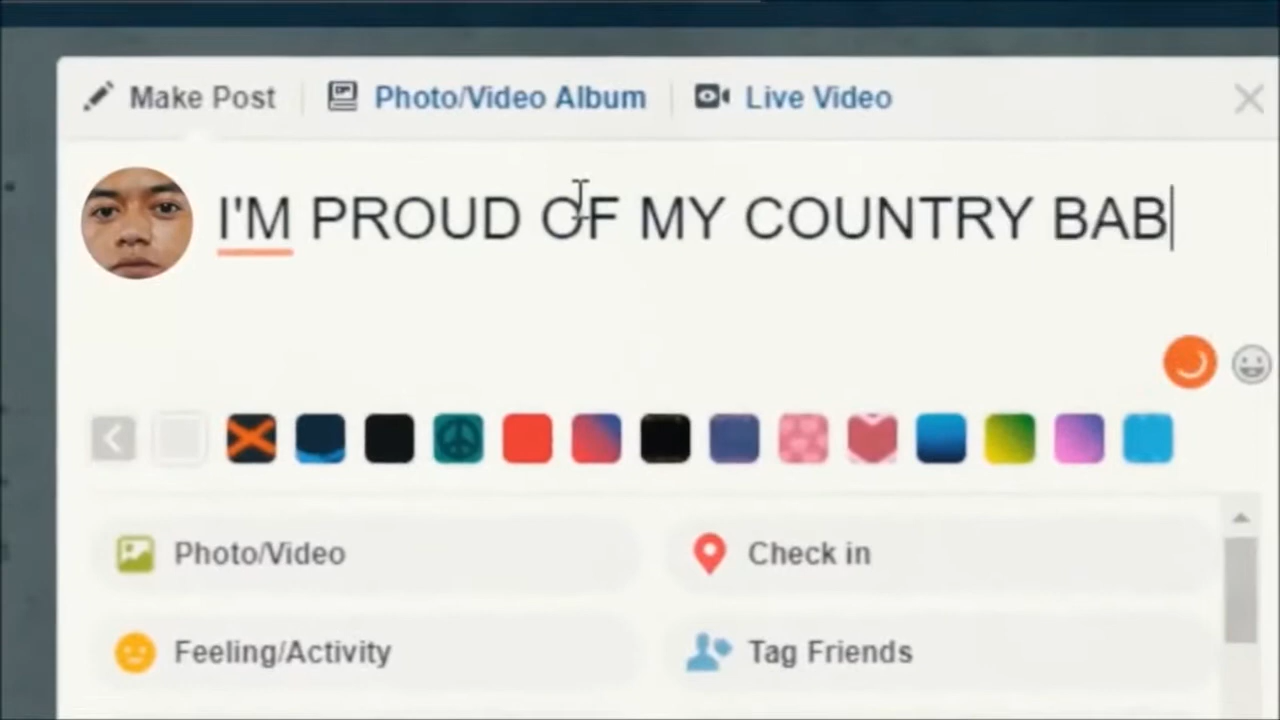 Make Post
Photo/Video Album
Live Video
I'M PROUD OF MY COUNTRY BAB
Photo/Video
Check in
Feeling/Activity
Tag Friends